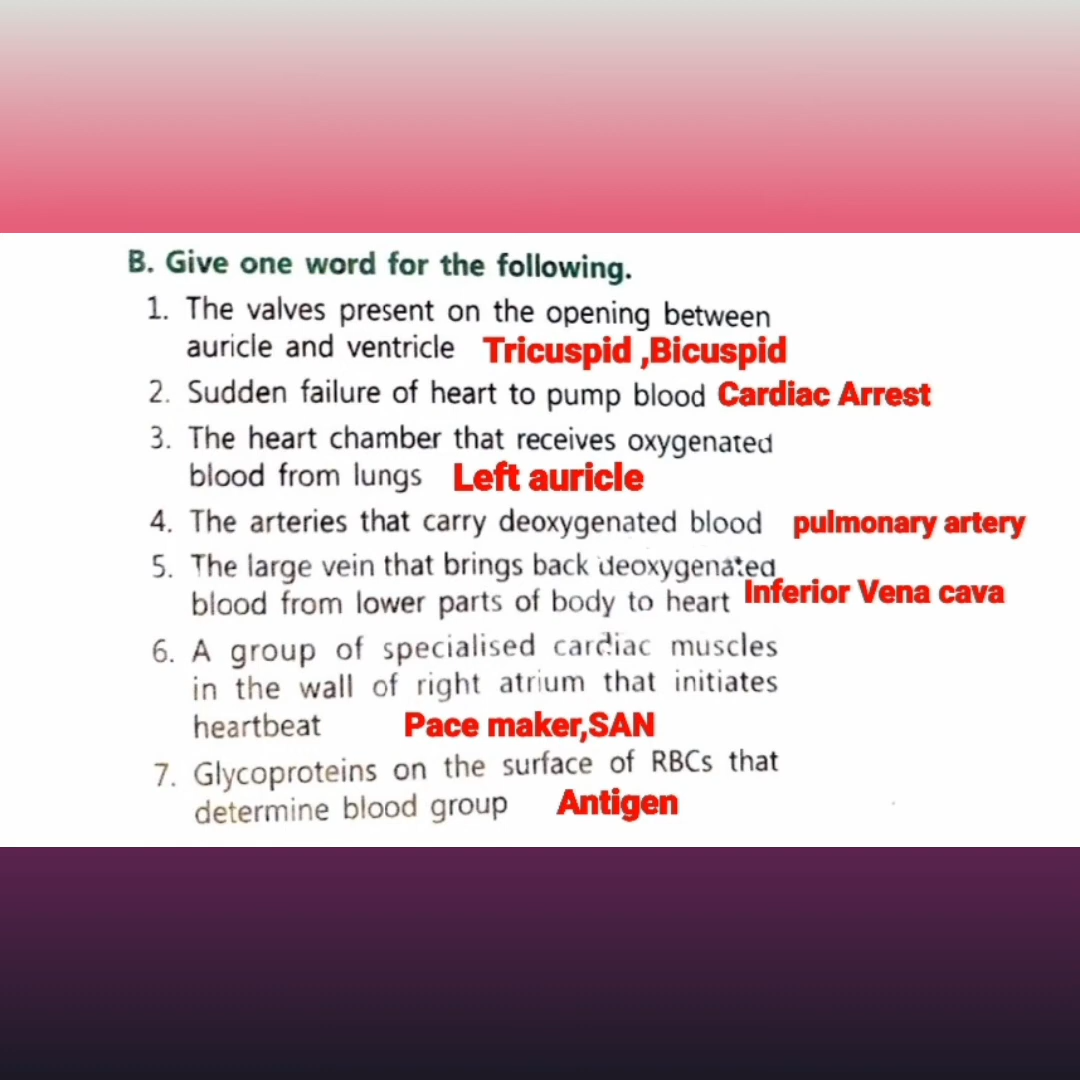 B. Give one word for the following.
1. The valves present on the opening between
auricle and ventricle Tricuspid ,Bicuspid
2. Sudden failure of heart to pump blood Cardiac Arrest
3. The heart chamber that receives oxygenated
blood from lungs Left auricle
4. The arteries that carry deoxygenated blood pulmonary artery
5. The large vein that brings back deoxygenated
blood from lower parts of body to heart Inferior Vena cava
6. A group of specialised cardiac muscles
in the wall of right atrium that initiates
heartbeat Pace maker,SAN
7. Glycoproteins on the surface of RBCs that
determine blood group Antigen